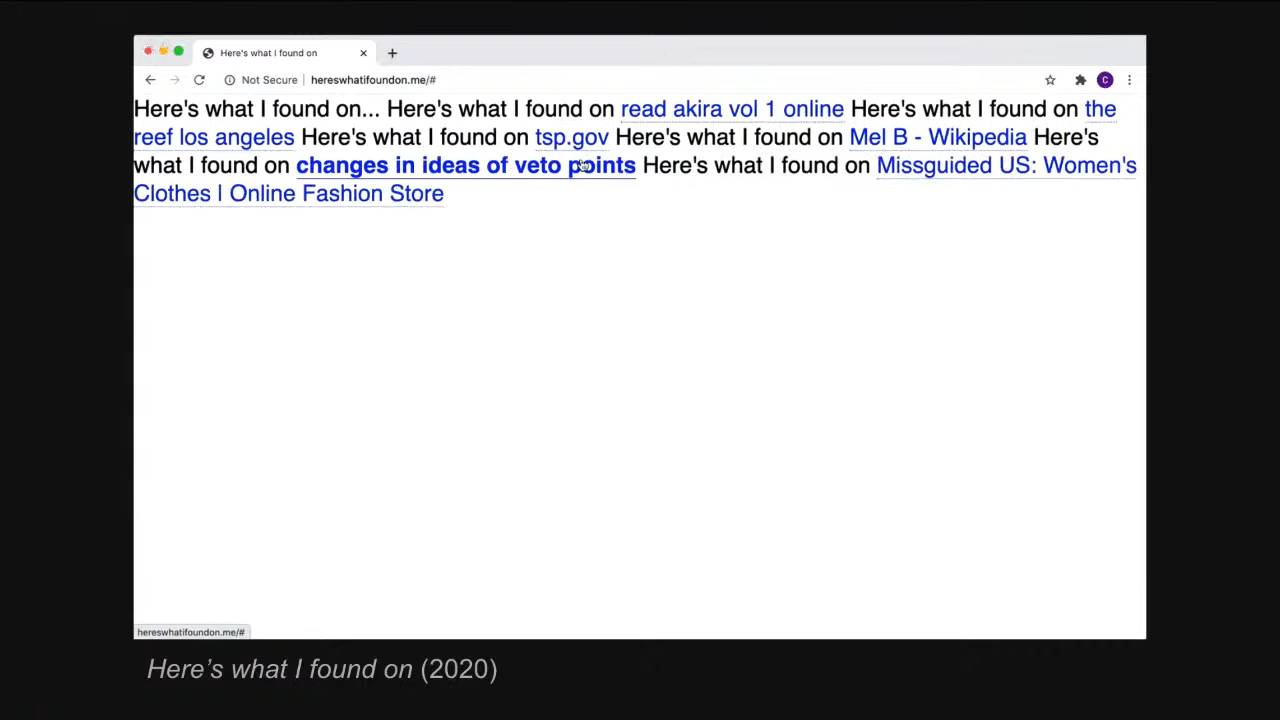 Here's what I found on
Not Secure | hereswhatifoundon.me/#
C
Here's what I found on... Here's what I found on read akira vol 1 online Here's what I found on the
reef los angeles Here's what I found on tsp.gov Here's what I found on Mel B - Wikipedia Here's
what I found on changes in ideas of veto points Here's what I found on Missguided US: Women's
Clothes | Online Fashion Store
hereswhatifoundon.me/#
Here’s what I found on (2020)